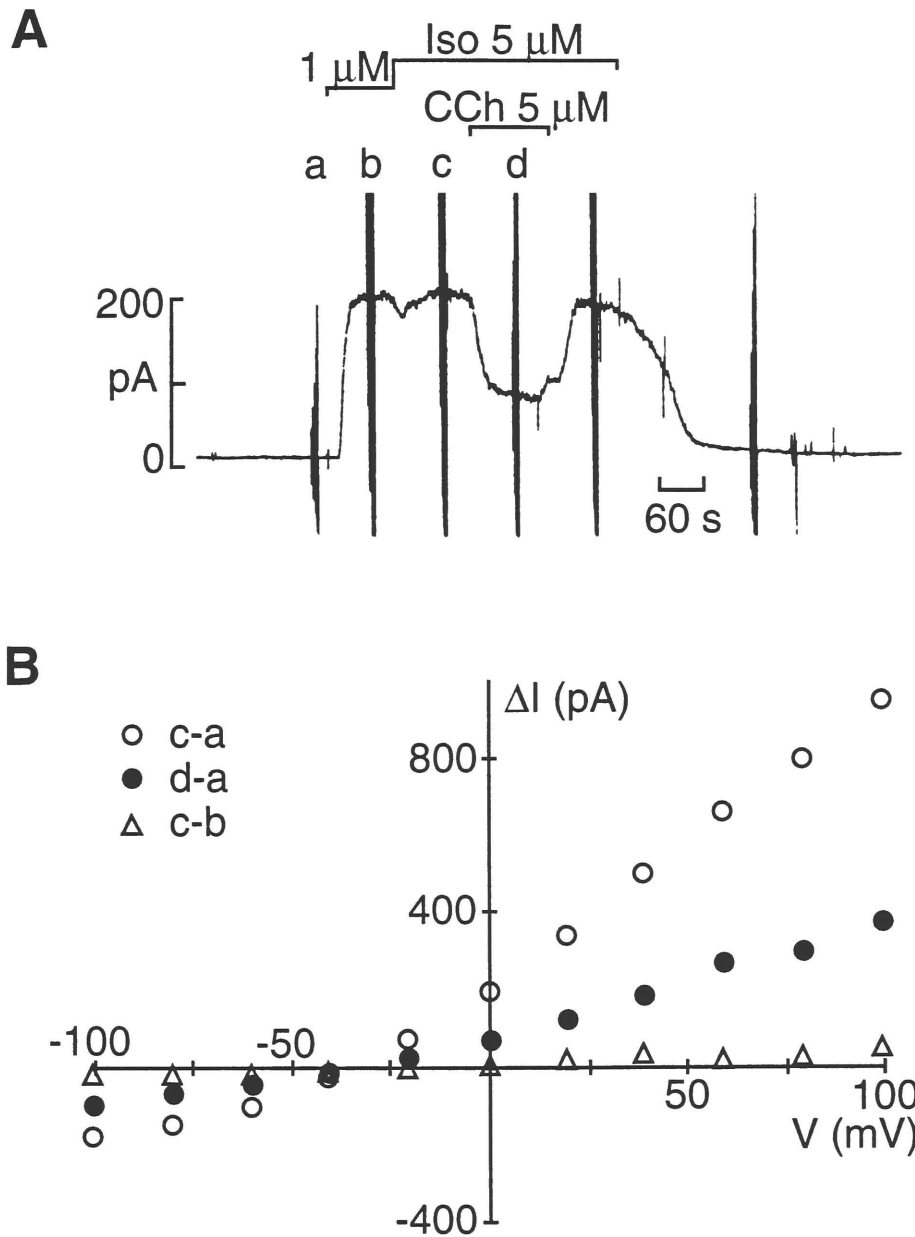 A
Iso 5 µM
1 µM
CCh 5 µM
a b c d
200
pA
0
60 s
B
ΔI (pA)
c-a
d-a
c-b
800
400
-100
-50
50
100
V (mV)
-400